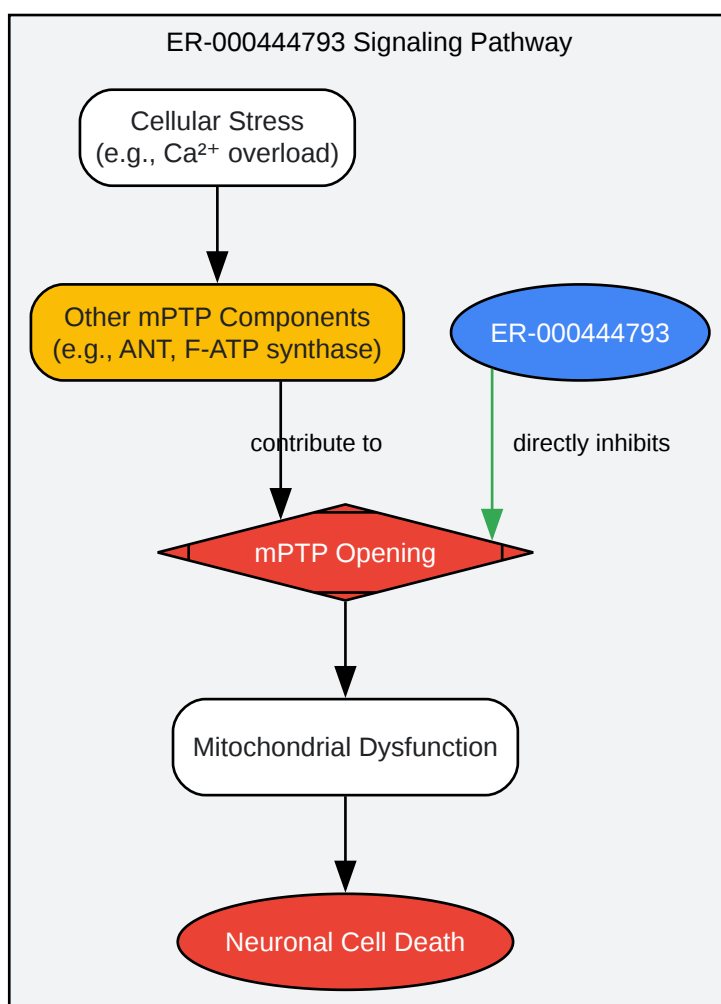 ER-000444793 Signaling Pathway
Cellular Stress
(e.g., Ca²⁺ overload)
Other mPTP Components
(e.g., ANT, F-ATP synthase)
ER-000444793
contribute to
directly inhibits
mPTP Opening
Mitochondrial Dysfunction
Neuronal Cell Death